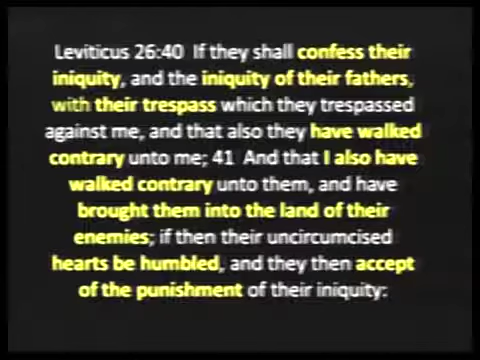 Leviticus 26:40 If they shall confess their
iniquity, and the iniquity of their fathers,
with their trespass which they trespassed
against me, and that also they have walked
contrary unto me; 41 And that I also have
walked contrary unto them, and have
brought them into the land of their
enemies; if then their uncircumcised
hearts be humbled, and they then accept
of the punishment of their iniquity: